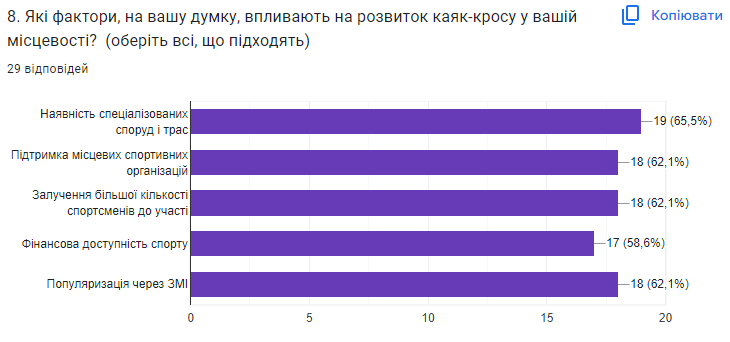 8. Які фактори, на вашу думку, впливають на розвиток каяк-кросу у вашій
місцевості? (оберіть всі, що підходять)
Копіювати
29 відповідей
Наявність спеціалізованих
споруд і трас
19 (65,5%)
Підтримка місцевих спортивних
організацій
18 (62,1%)
Залучення більшої кількості
спортсменів до участі
18 (62,1%)
Фінансова доступність спорту
17 (58,6%)
Популяризація через ЗМІ
18 (62,1%)
0 5 10 15 20